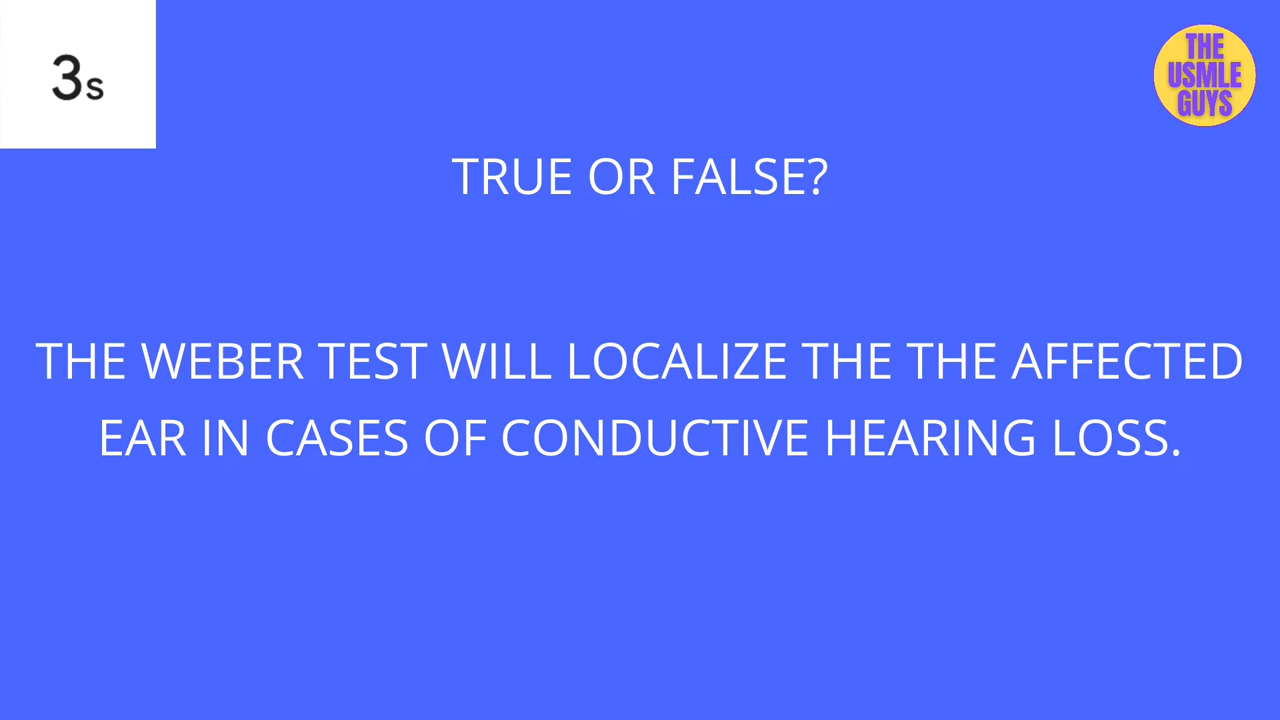 3s
THE
USMLE
GUYS
TRUE OR FALSE?
THE WEBER TEST WILL LOCALIZE THE THE AFFECTED
EAR IN CASES OF CONDUCTIVE HEARING LOSS.